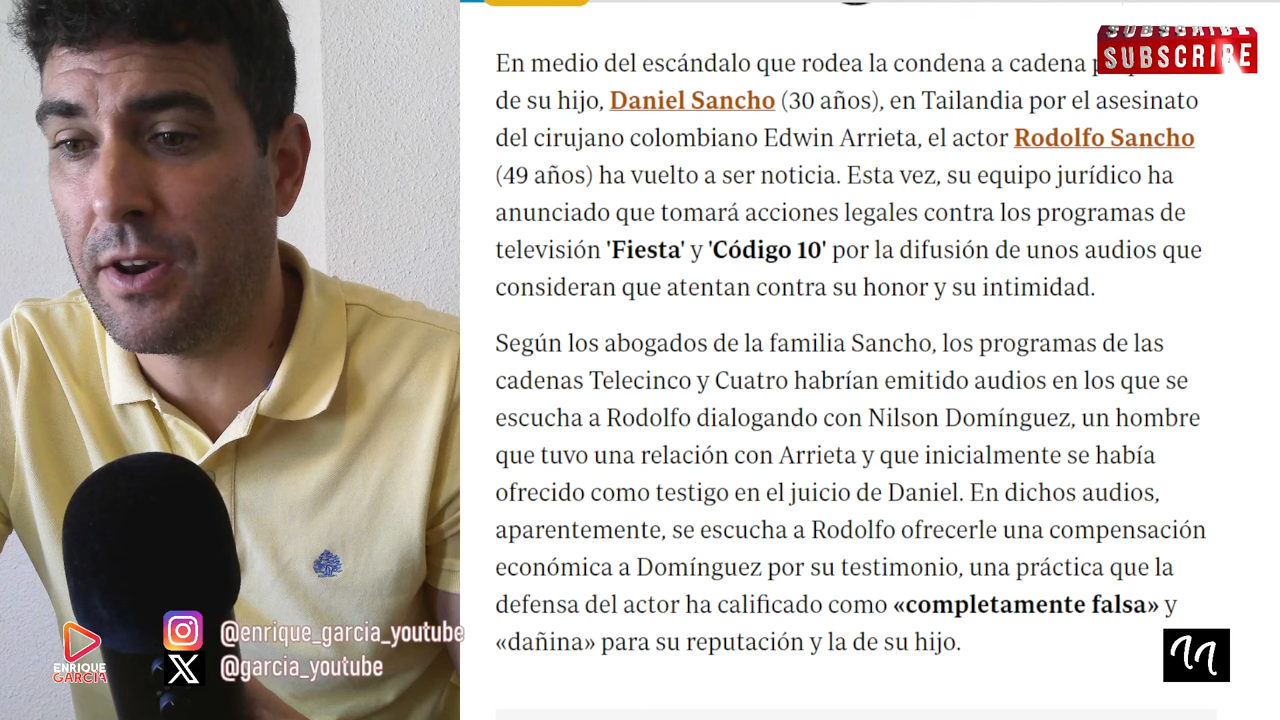 SUBSCRIBE
En medio del escándalo que rodea la condena a cadena
de su hijo, Daniel Sancho (30 años), en Tailandia por el asesinato
del cirujano colombiano Edwin Arrieta, el actor Rodolfo Sancho
(49 años) ha vuelto a ser noticia. Esta vez, su equipo jurídico ha
anunciado que tomará acciones legales contra los programas de
televisión 'Fiesta' y 'Código 10' por la difusión de unos audios que
consideran que atentan contra su honor y su intimidad.
Según los abogados de la familia Sancho, los programas de las
cadenas Telecinco y Cuatro habrían emitido audios en los que se
escucha a Rodolfo dialogando con Nilson Domínguez, un hombre
que tuvo una relación con Arrieta y que inicialmente se había
ofrecido como testigo en el juicio de Daniel. En dichos audios,
aparentemente, se escucha a Rodolfo ofrecerle una compensación
económica a Domínguez por su testimonio, una práctica que la
defensa del actor ha calificado como «completamente falsa» y
«dañina» para su reputación y la de su hijo.
@enrique_garcia_youtube
@garcia_youtube
ENRIQUE
GARCIA